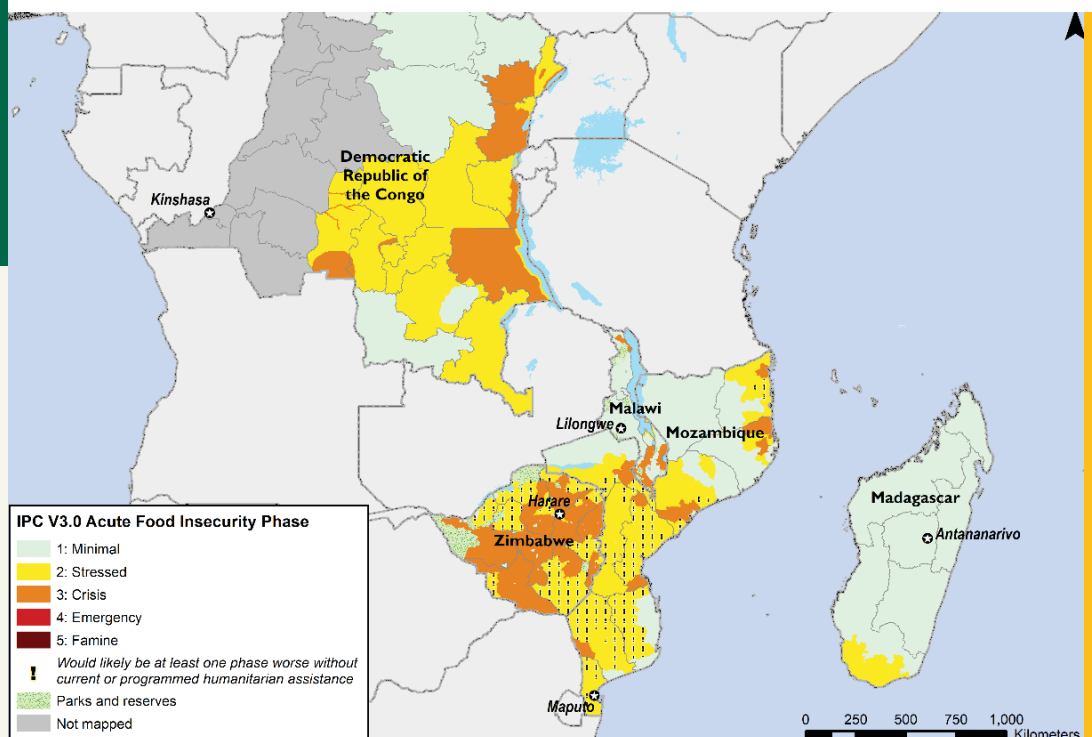 Democratic
Republic of
the Congo
Kinshasa
Malawi
Lilongwe
Mozambique
Harare
Zimbabwe
Madagascar
Antananarivo
Maputo
IPC V3.0 Acute Food Insecurity Phase
1: Minimal
2: Stressed
3: Crisis
4: Emergency
5: Famine
! Would likely be at least one phase worse without
current or programmed humanitarian assistance
Parks and reserves
Not mapped
0 250 500 750 1,000
Kilometers